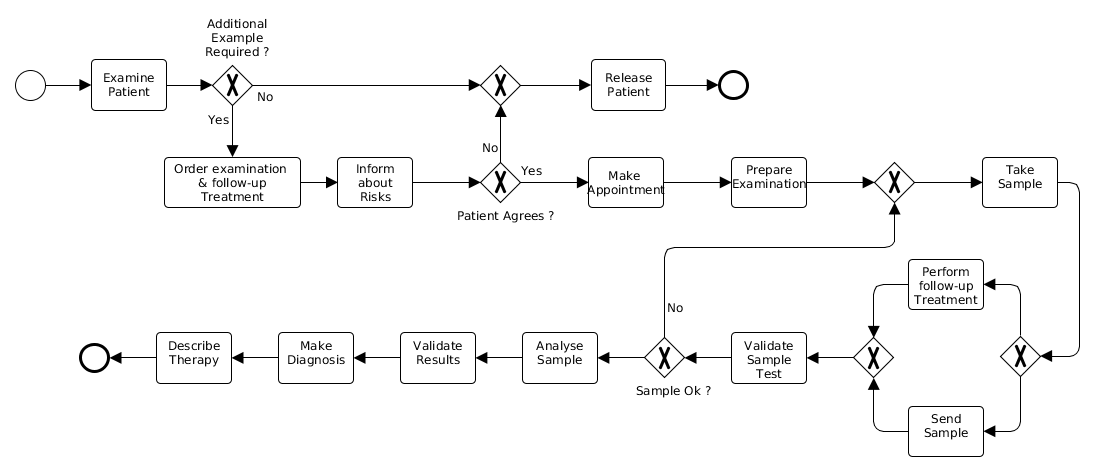 Additional
Example
Required ?
Examine
Patient
No
Yes
Release
Patient
Order examination
& follow-up
Treatment
Inform
about
Risks
No
Yes
Patient Agrees ?
Make
Appointment
Prepare
Examination
Take
Sample
Perform
follow-up
Treatment
No
Describe
Therapy
Make
Diagnosis
Validate
Results
Analyse
Sample
Sample Ok ?
Validate
Sample
Test
Send
Sample